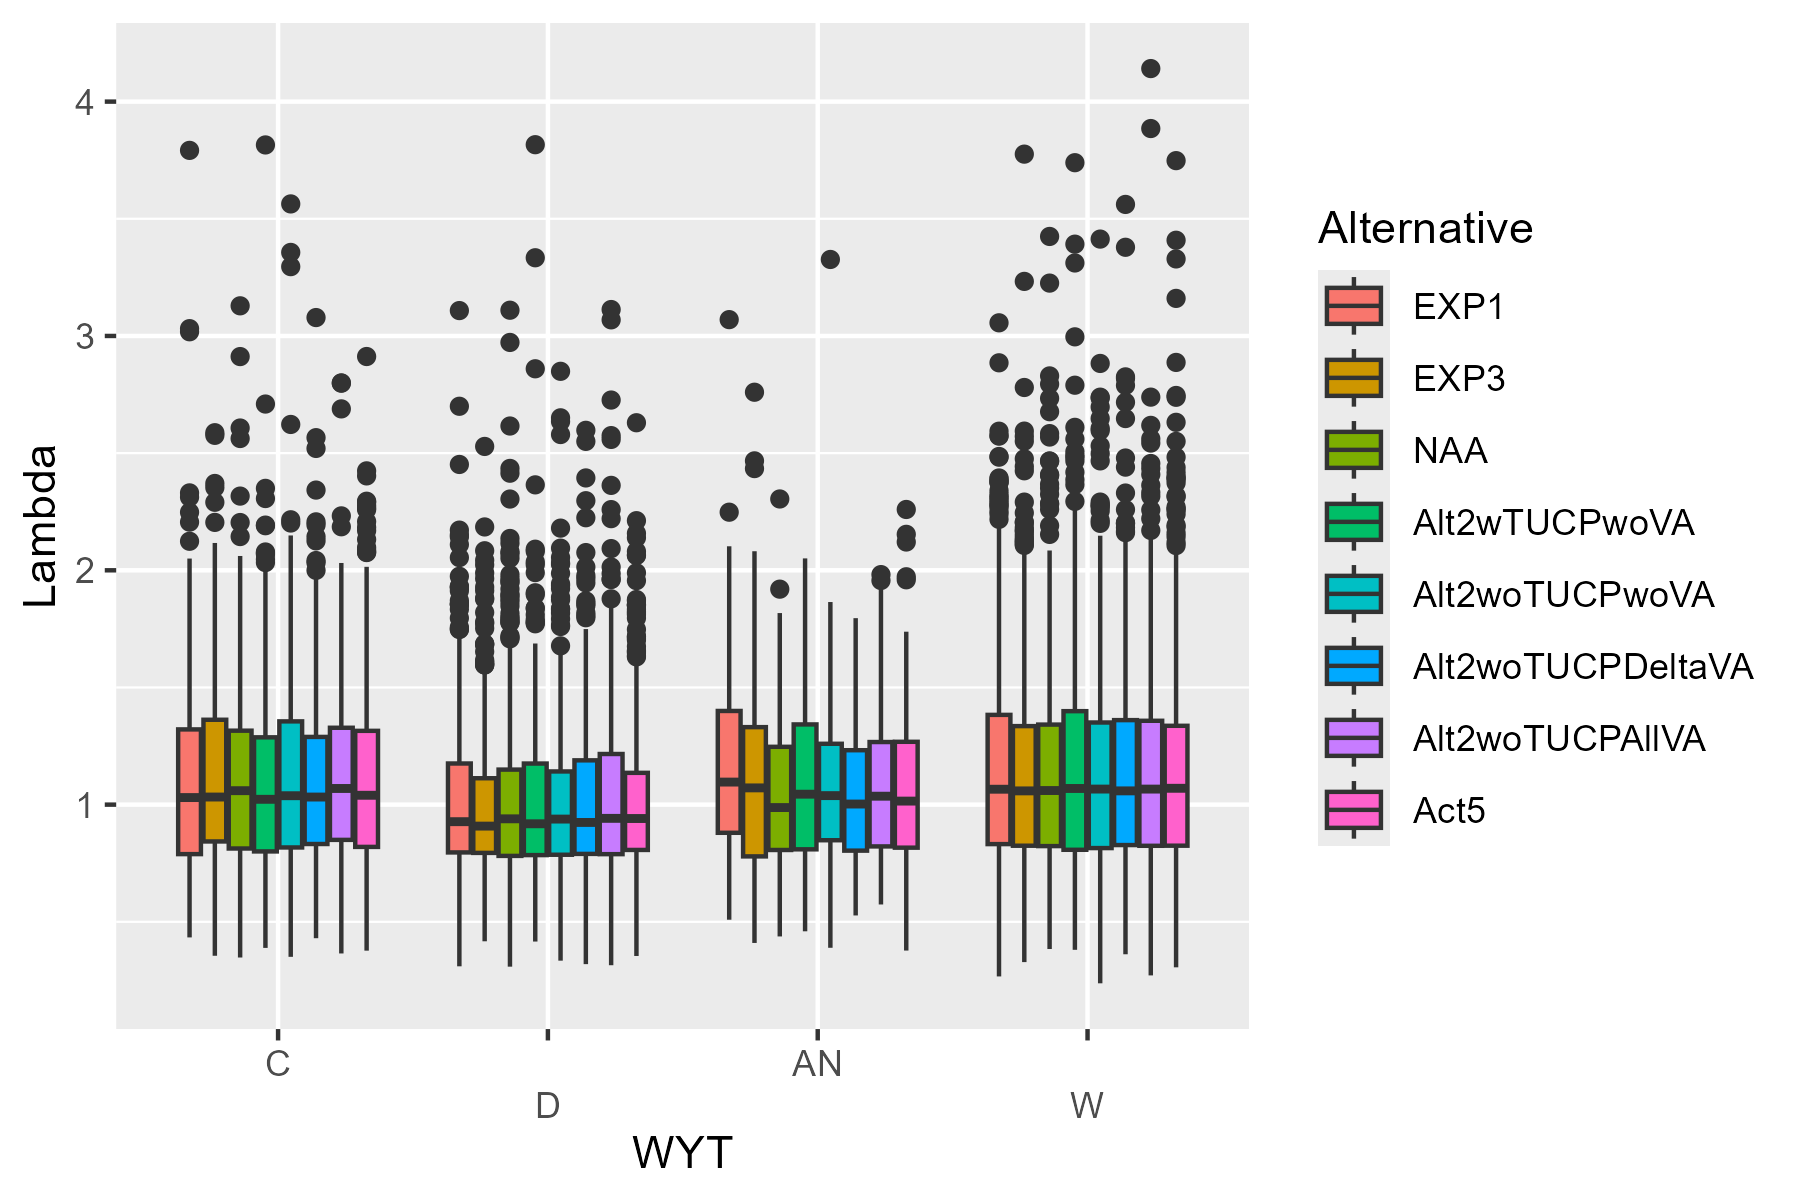 Lambda
4
3
2
1
C
D
AN
W
WYT
Alternative
EXP1
EXP3
NAA
Alt2wTUCPwoVA
Alt2woTUCPwoVA
Alt2woTUCPDeltaVA
Alt2woTUCPAllVA
Act5